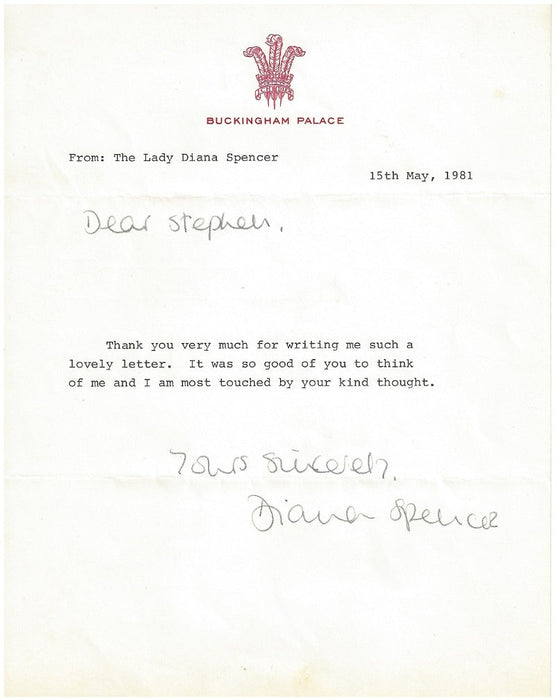 BUCKINGHAM PALACE
From: The Lady Diana Spencer
15th May, 1981
Dear Stephen,
Thank you very much for writing me such a
lovely letter. It was so good of you to think
of me and I am most touched by your kind thought.
Yours sincerely,
Diana Spencer